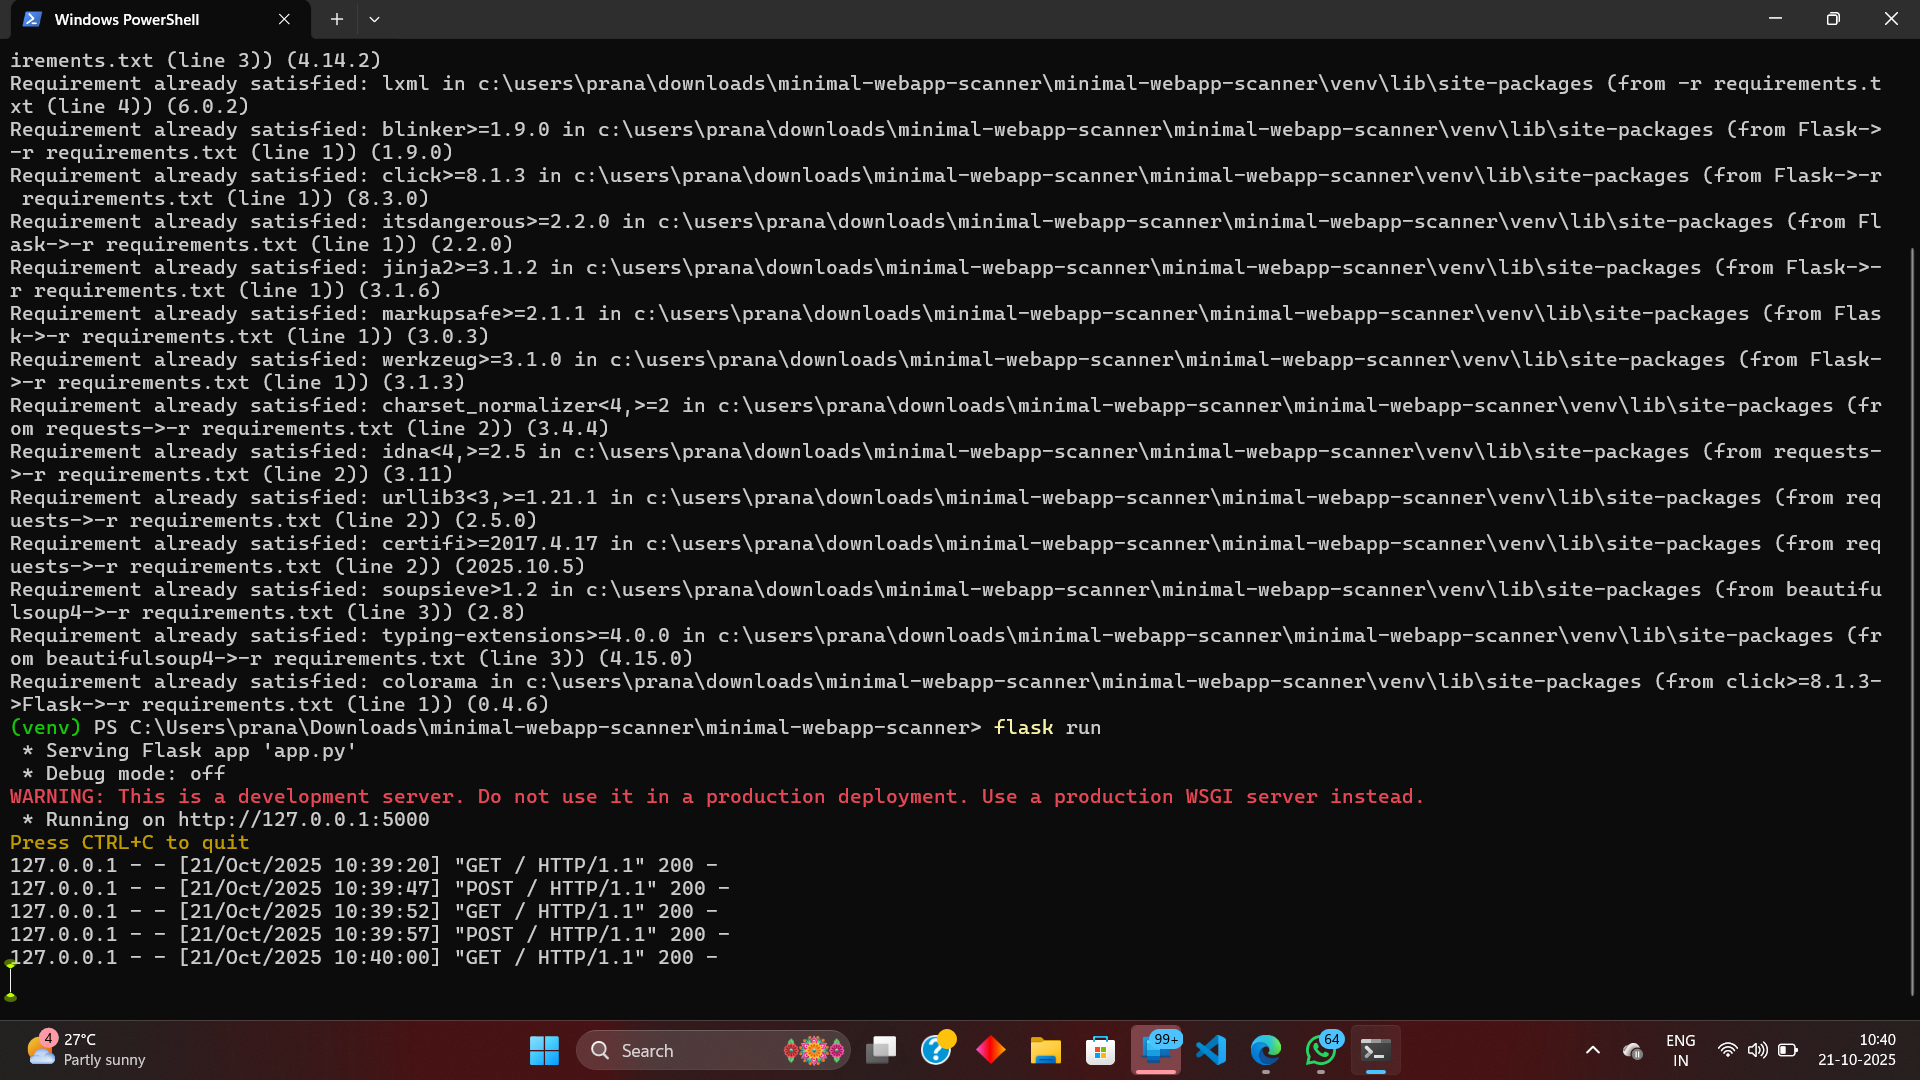 Windows PowerShell
irements.txt (line 3)) (4.14.2)
Requirement already satisfied: lxml in c:\users\prana\downloads\minimal-webapp-scanner\minimal-webapp-scanner\venv\lib\site-packages (from -r requirements.t
xt (line 4)) (6.0.2)
Requirement already satisfied: blinker>=1.9.0 in c:\users\prana\downloads\minimal-webapp-scanner\minimal-webapp-scanner\venv\lib\site-packages (from Flask->
-r requirements.txt (line 1)) (1.9.0)
Requirement already satisfied: click>=8.1.3 in c:\users\prana\downloads\minimal-webapp-scanner\minimal-webapp-scanner\venv\lib\site-packages (from Flask->-r
 requirements.txt (line 1)) (8.3.0)
Requirement already satisfied: itsdangerous>=2.2.0 in c:\users\prana\downloads\minimal-webapp-scanner\minimal-webapp-scanner\venv\lib\site-packages (from Fl
ask->-r requirements.txt (line 1)) (2.2.0)
Requirement already satisfied: jinja2>=3.1.2 in c:\users\prana\downloads\minimal-webapp-scanner\minimal-webapp-scanner\venv\lib\site-packages (from Flask->-
r requirements.txt (line 1)) (3.1.6)
Requirement already satisfied: markupsafe>=2.1.1 in c:\users\prana\downloads\minimal-webapp-scanner\minimal-webapp-scanner\venv\lib\site-packages (from Flas
k->-r requirements.txt (line 1)) (3.0.3)
Requirement already satisfied: werkzeug>=3.1.0 in c:\users\prana\downloads\minimal-webapp-scanner\minimal-webapp-scanner\venv\lib\site-packages (from Flask-
>-r requirements.txt (line 1)) (3.1.3)
Requirement already satisfied: charset_normalizer<4,>=2 in c:\users\prana\downloads\minimal-webapp-scanner\minimal-webapp-scanner\venv\lib\site-packages (fr
om requests->-r requirements.txt (line 2)) (3.4.4)
Requirement already satisfied: idna<4,>=2.5 in c:\users\prana\downloads\minimal-webapp-scanner\minimal-webapp-scanner\venv\lib\site-packages (from requests-
>-r requirements.txt (line 2)) (3.11)
Requirement already satisfied: urllib3<3,>=1.21.1 in c:\users\prana\downloads\minimal-webapp-scanner\minimal-webapp-scanner\venv\lib\site-packages (from req
uests->-r requirements.txt (line 2)) (2.5.0)
Requirement already satisfied: certifi>=2017.4.17 in c:\users\prana\downloads\minimal-webapp-scanner\minimal-webapp-scanner\venv\lib\site-packages (from req
uests->-r requirements.txt (line 2)) (2025.10.5)
Requirement already satisfied: soupsieve>1.2 in c:\users\prana\downloads\minimal-webapp-scanner\minimal-webapp-scanner\venv\lib\site-packages (from beautifu
lsoup4->-r requirements.txt (line 3)) (2.8)
Requirement already satisfied: typing-extensions>=4.0.0 in c:\users\prana\downloads\minimal-webapp-scanner\minimal-webapp-scanner\venv\lib\site-packages (fr
om beautifulsoup4->-r requirements.txt (line 3)) (4.15.0)
Requirement already satisfied: colorama in c:\users\prana\downloads\minimal-webapp-scanner\minimal-webapp-scanner\venv\lib\site-packages (from click>=8.1.3-
>Flask->-r requirements.txt (line 1)) (0.4.6)
(venv) PS C:\Users\prana\Downloads\minimal-webapp-scanner\minimal-webapp-scanner> flask run
 * Serving Flask app 'app.py'
 * Debug mode: off
WARNING: This is a development server. Do not use it in a production deployment. Use a production WSGI server instead.
 * Running on http://127.0.0.1:5000
Press CTRL+C to quit
127.0.0.1 - - [21/Oct/2025 10:39:20] "GET / HTTP/1.1" 200 -
127.0.0.1 - - [21/Oct/2025 10:39:47] "POST / HTTP/1.1" 200 -
127.0.0.1 - - [21/Oct/2025 10:39:52] "GET / HTTP/1.1" 200 -
127.0.0.1 - - [21/Oct/2025 10:39:57] "POST / HTTP/1.1" 200 -
127.0.0.1 - - [21/Oct/2025 10:40:00] "GET / HTTP/1.1" 200 -
4
27°C
Partly sunny
Search
99+
64
ENG
IN
10:40
21-10-2025